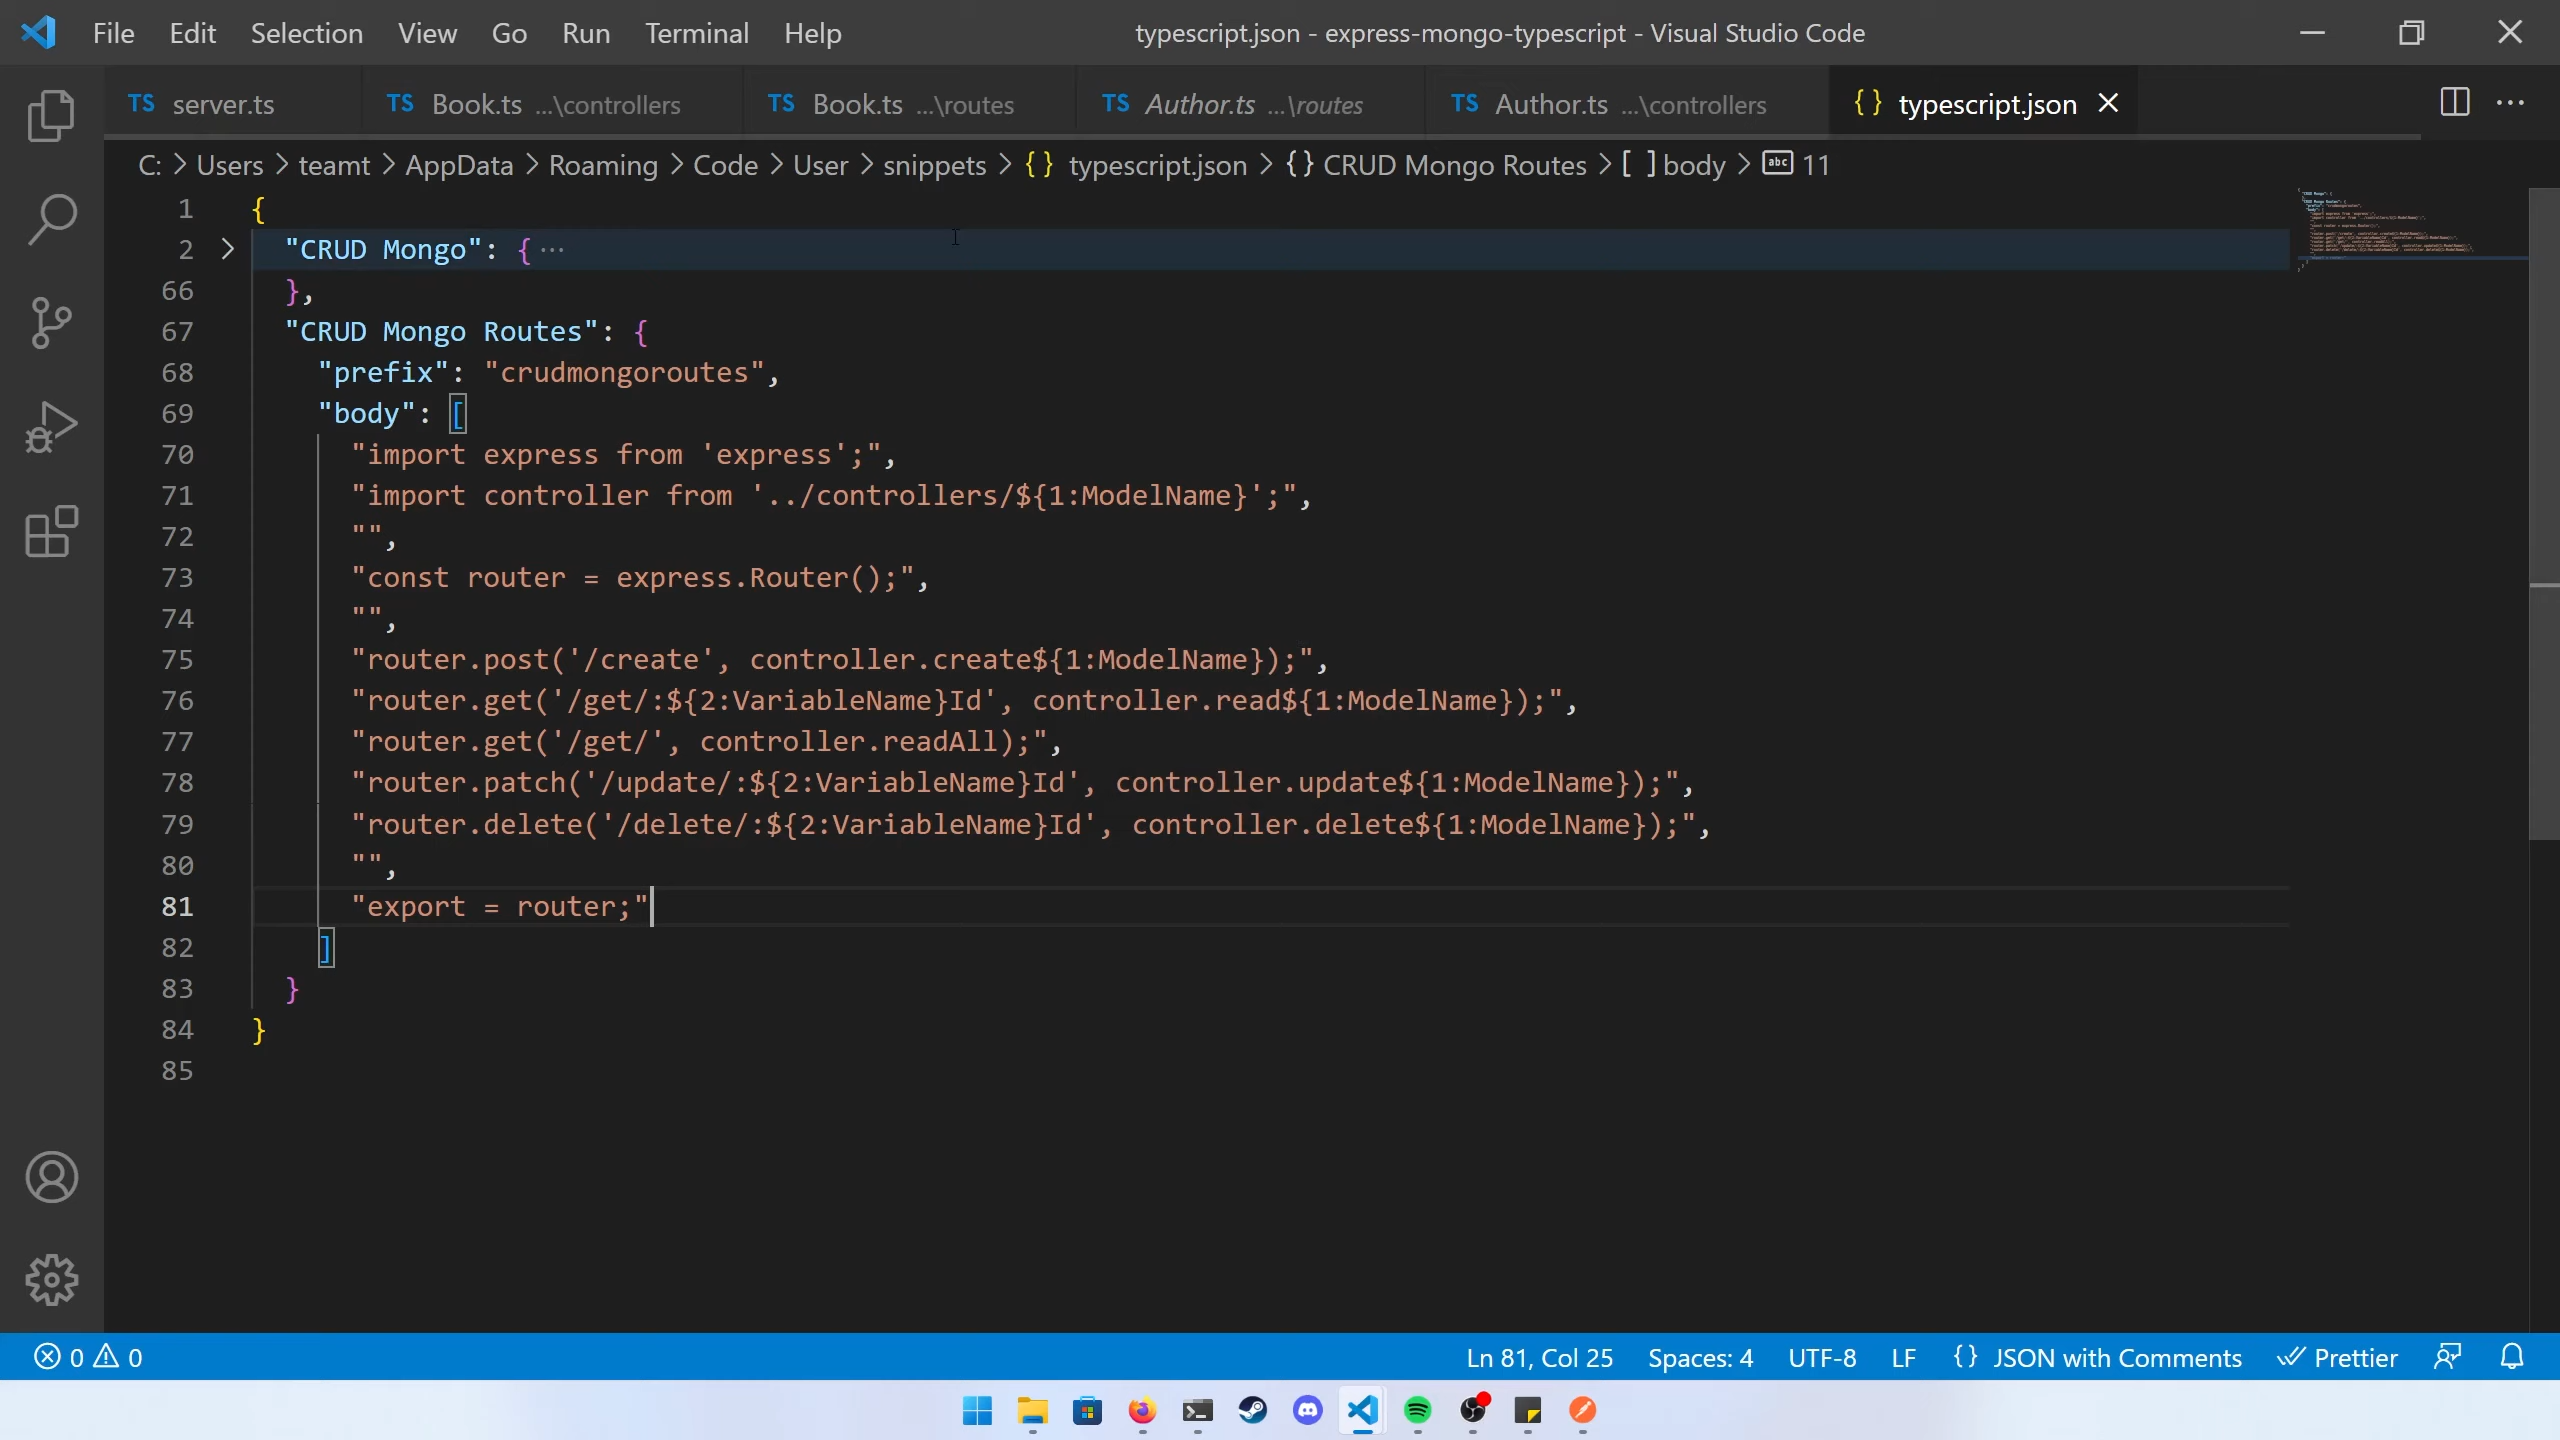 File Edit Selection View Go Run Terminal Help typescript.json - express-mongo-typescript - Visual Studio Code
TS server.ts TS Book.ts ...\controllers TS Book.ts ...\routes TS Author.ts ...\routes TS Author.ts ...\controllers {} typescript.json
C: > Users > teamt > AppData > Roaming > Code > User > snippets > {} typescript.json > {} CRUD Mongo Routes > [ ] body > abc 11
1 {
2 "CRUD Mongo": { ...
66 },
67 "CRUD Mongo Routes": {
68 "prefix": "crudmongoroutes",
69 "body": [
70 "import express from 'express';",
71 "import controller from '../controllers/${1:ModelName}';",
72 "",
73 "const router = express.Router();",
74 "",
75 "router.post('/create', controller.create${1:ModelName});",
76 "router.get('/get/:${2:VariableName}Id', controller.read${1:ModelName});",
77 "router.get('/get/', controller.readAll);",
78 "router.patch('/update/:${2:VariableName}Id', controller.update${1:ModelName});",
79 "router.delete('/delete/:${2:VariableName}Id', controller.delete${1:ModelName});",
80 "",
81 "export = router;"
82 ]
83 }
84 }
85
0 0 Ln 81, Col 25 Spaces: 4 UTF-8 LF {} JSON with Comments Prettier